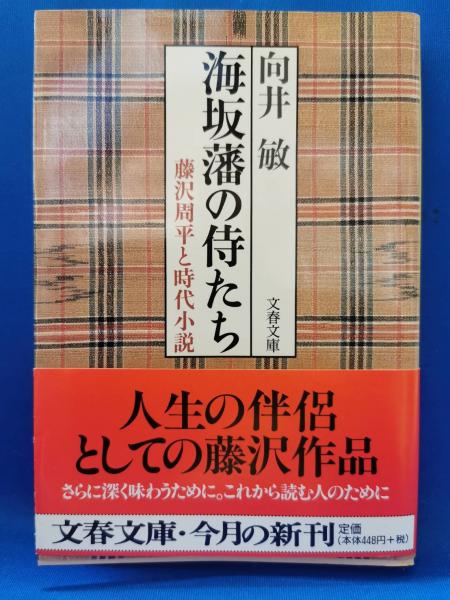 向井 敏
海坂藩の侍たち
藤沢周平と時代小説
文春文庫
人生の伴侶
としての藤沢作品
さらに深く味わうために。これから読む人のために
文春文庫・今月の新刊
定価
(本体448円+税)